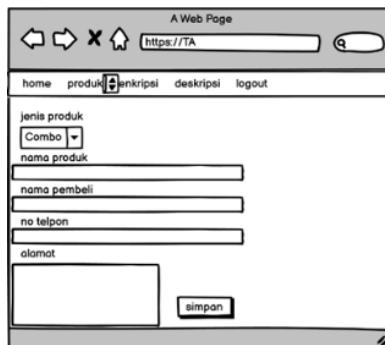 A Web Page
https://TA
home produk enkripsi deskripsi logout
jenis produk
Combo
nama produk
nama pembeli
no telpon
alamat
simpan